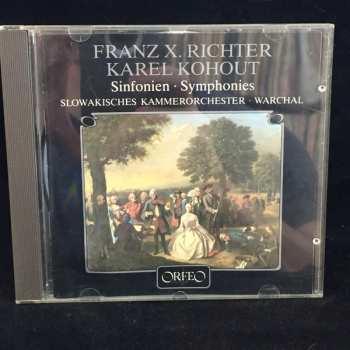 FRANZ X. RICHTER
KAREL KOHOUT
Sinfonien · Symphonies
SLOWAKISCHES KAMMERORCHESTER · WARCHAL
ORFEO